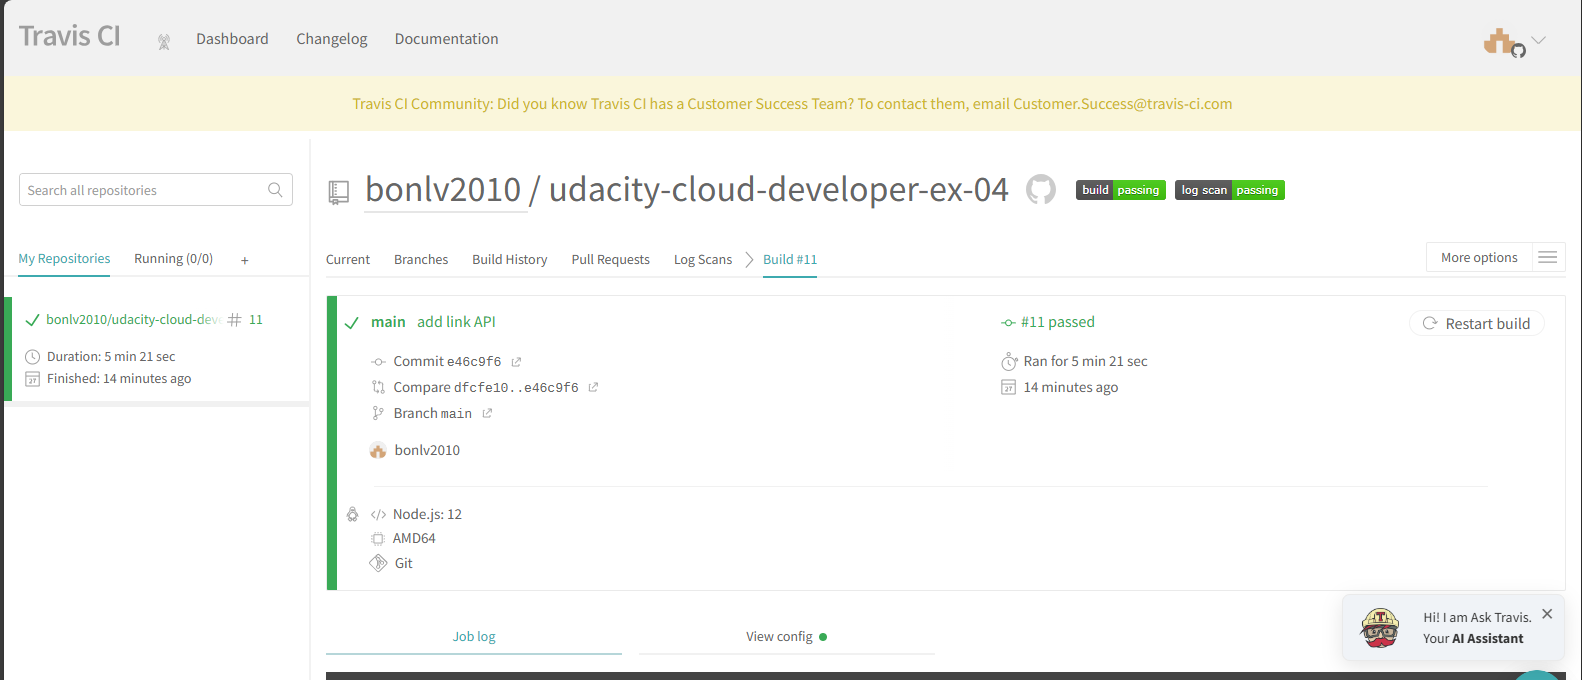 Travis CI
Dashboard
Changelog
Documentation
Travis CI Community: Did you know Travis CI has a Customer Success Team? To contact them, email Customer.Success@travis-ci.com
Search all repositories
My Repositories
Running (0/0)
+
bonlv2010/udacity-cloud-deve
# 11
Duration: 5 min 21 sec
27 Finished: 14 minutes ago
bonlv2010 / udacity-cloud-developer-ex-04
build passing
log scan passing
Current
Branches
Build History
Pull Requests
Log Scans
Build #11
More options
main add link API
Commit e46c9f6
Compare dfcfe10..e46c9f6
Branch main
bonlv2010
#11 passed
Ran for 5 min 21 sec
27 14 minutes ago
Restart build
</> Node.js: 12
AMD64
Git
Job log
View config
T
Hi! I am Ask Travis.
Your AI Assistant